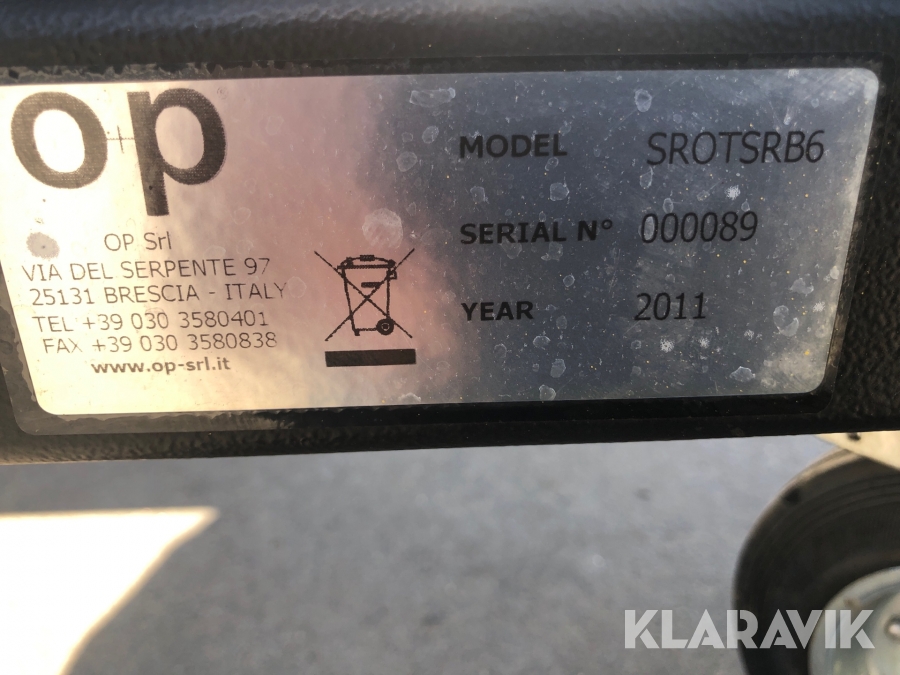 op
OP Srl
VIA DEL SERPENTE 97
25131 BRESCIA - ITALY
TEL +39 030 3580401
FAX +39 030 3580838
www.op-srl.it
MODEL SROTSRB6
SERIAL N° 000089
YEAR 2011
KLARAVIK